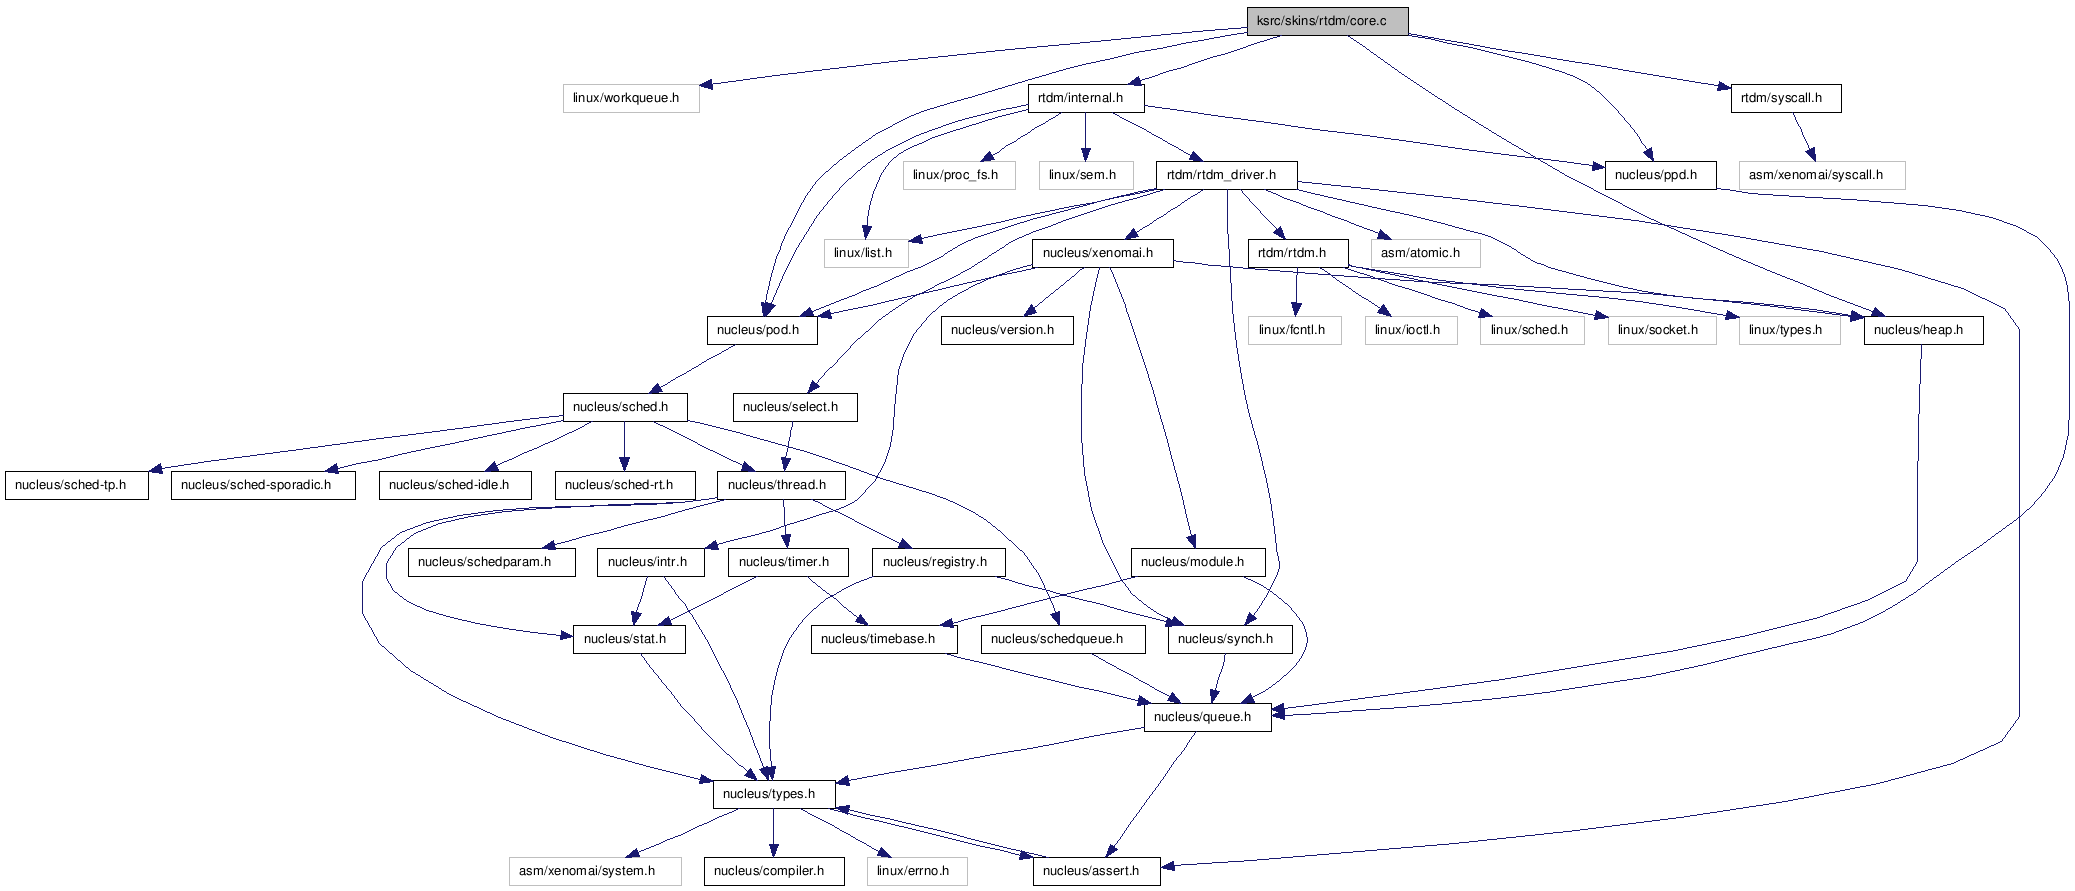 ksrc/skins/rtdm/core.c
linux/workqueue.h
rtdm/internal.h
rtdm/syscall.h
linux/proc_fs.h
linux/sem.h
rtdm/rtdm_driver.h
nucleus/ppd.h
asm/xenomai/syscall.h
linux/list.h
nucleus/xenomai.h
rtdm/rtdm.h
asm/atomic.h
nucleus/pod.h
nucleus/version.h
linux/fcntl.h
linux/ioctl.h
linux/sched.h
linux/socket.h
linux/types.h
nucleus/heap.h
nucleus/sched.h
nucleus/select.h
nucleus/sched-tp.h
nucleus/sched-sporadic.h
nucleus/sched-idle.h
nucleus/sched-rt.h
nucleus/thread.h
nucleus/schedparam.h
nucleus/intr.h
nucleus/timer.h
nucleus/registry.h
nucleus/module.h
nucleus/stat.h
nucleus/timebase.h
nucleus/schedqueue.h
nucleus/synch.h
nucleus/queue.h
nucleus/types.h
asm/xenomai/system.h
nucleus/compiler.h
linux/errno.h
nucleus/assert.h